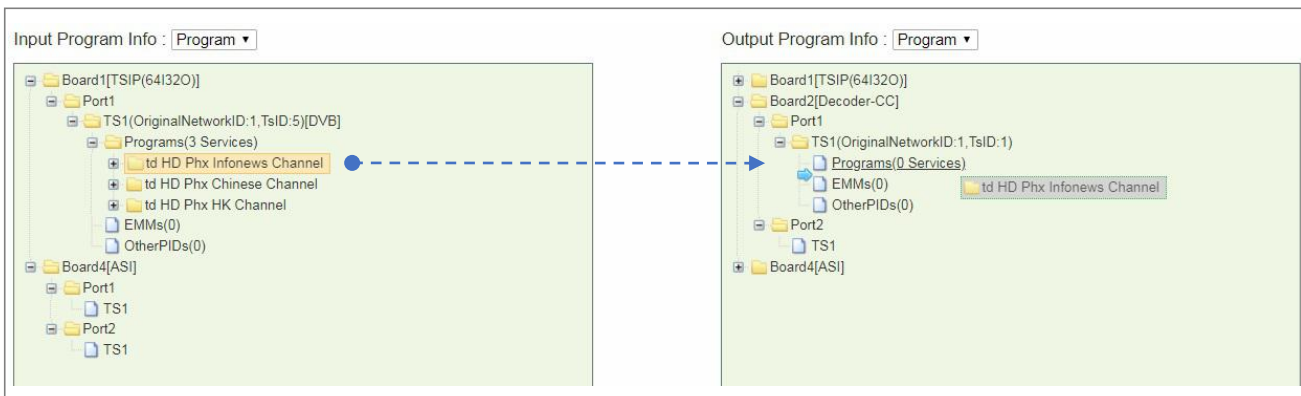 Input Program Info : Program
Board1[TSIP(64I32O)]
Port1
TS1(OriginalNetworkID:1,TsID:5)[DVB]
Programs(3 Services)
td HD Phx Infonews Channel
td HD Phx Chinese Channel
td HD Phx HK Channel
EMMs(0)
OtherPIDs(0)
Board4[ASI]
Port1
TS1
Port2
TS1
Output Program Info : Program
Board1[TSIP(64I32O)]
Board2[Decoder-CC]
Port1
TS1(OriginalNetworkID:1,TsID:1)
Programs(0 Services)
EMMs(0)
td HD Phx Infonews Channel
OtherPIDs(0)
Port2
TS1
Board4[ASI]